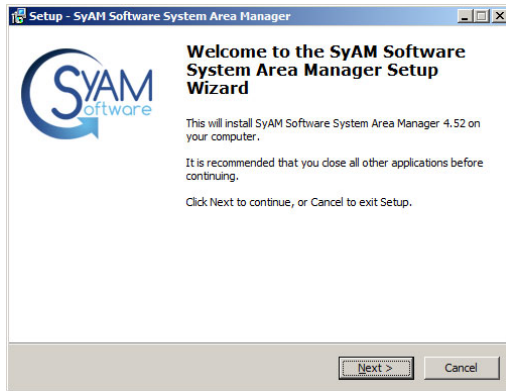 Setup - SyAM Software System Area Manager
SYAM
Software
Welcome to the SyAM Software
System Area Manager Setup
Wizard
This will install SyAM Software System Area Manager 4.52 on
your computer.
It is recommended that you close all other applications before
continuing.
Click Next to continue, or Cancel to exit Setup.
Next >
Cancel